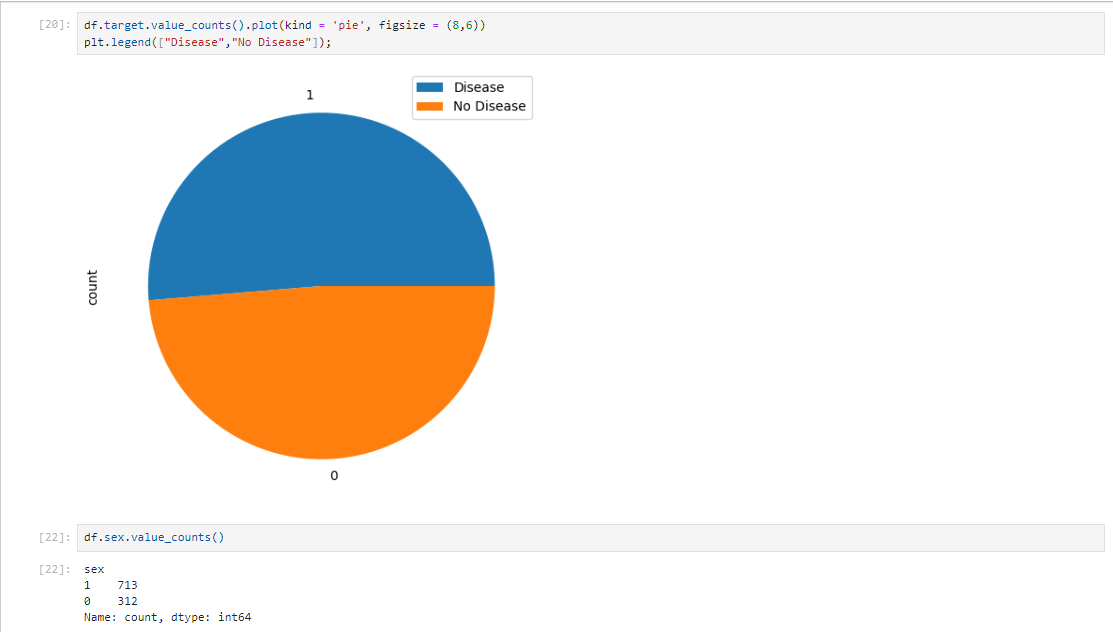 [20]: df.target.value_counts().plot(kind = 'pie', figsize = (8,6))
plt.legend(["Disease","No Disease"]);
Disease
No Disease
1
count
0
[22]: df.sex.value_counts()
[22]: sex
1    713
0    312
Name: count, dtype: int64